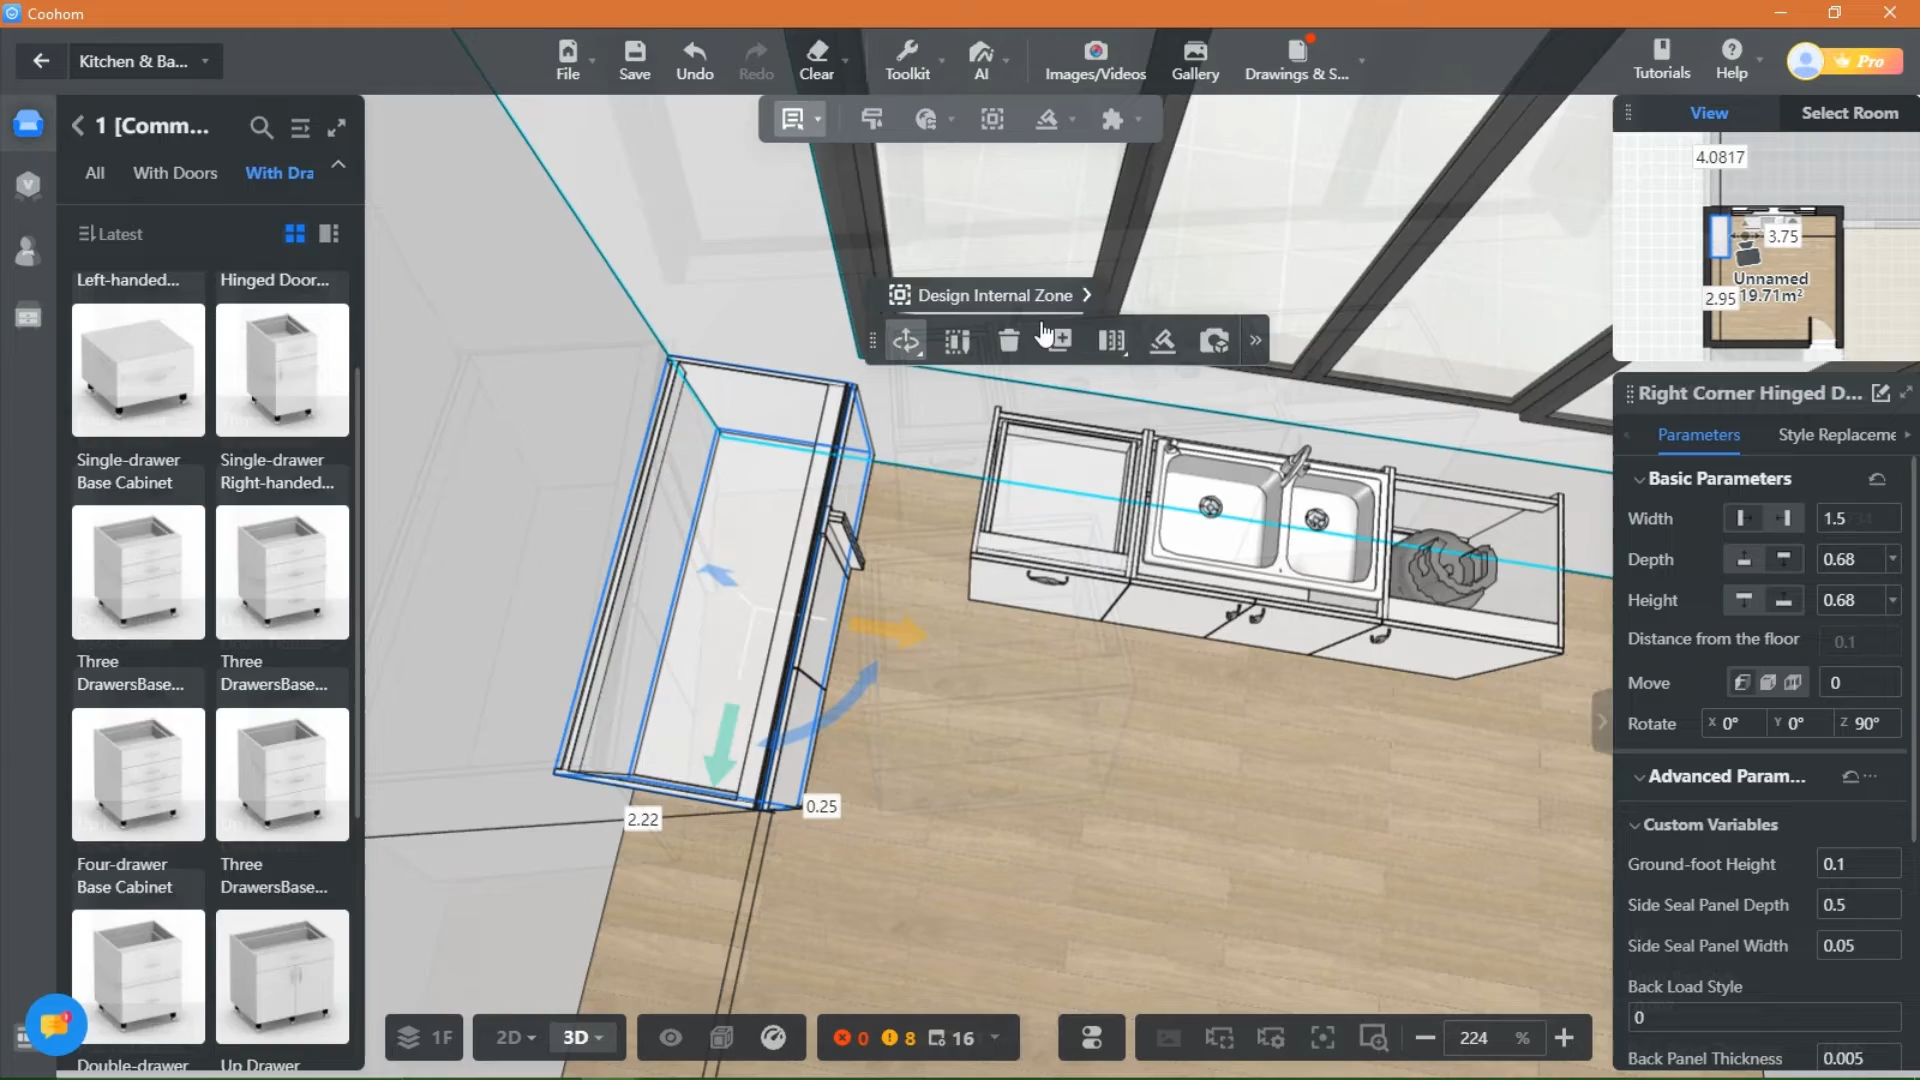 Coohom
Kitchen & Ba...
File
Save
Undo
Redo
Clear
Toolkit
AI
Images/Videos
Gallery
Drawings & S...
Tutorials
Help
Pro
1 [Comm...
All
With Doors
With Dra
Latest
Left-handed...
Hinged Door...
Single-drawer
Base Cabinet
Single-drawer
Right-handed...
Three
DrawersBase...
Three
DrawersBase...
Four-drawer
Base Cabinet
Three
DrawersBase...
Double-drawer
Up Drawer
Design Internal Zone
2.22
0.25
View
Select Room
4.0817
3.75
Unnamed
2.95
19.71m²
Right Corner Hinged D...
Parameters
Style Replaceme
Basic Parameters
Width
1.5
Depth
0.68
Height
0.68
Distance from the floor
0.1
Move
0
Rotate
X 0°
Y 0°
Z 90°
Advanced Param...
Custom Variables
Ground-foot Height
0.1
Side Seal Panel Depth
0.5
Side Seal Panel Width
0.05
Back Load Style
0
Back Panel Thickness
0.005
1F
2D
3D
0
8
16
224
%